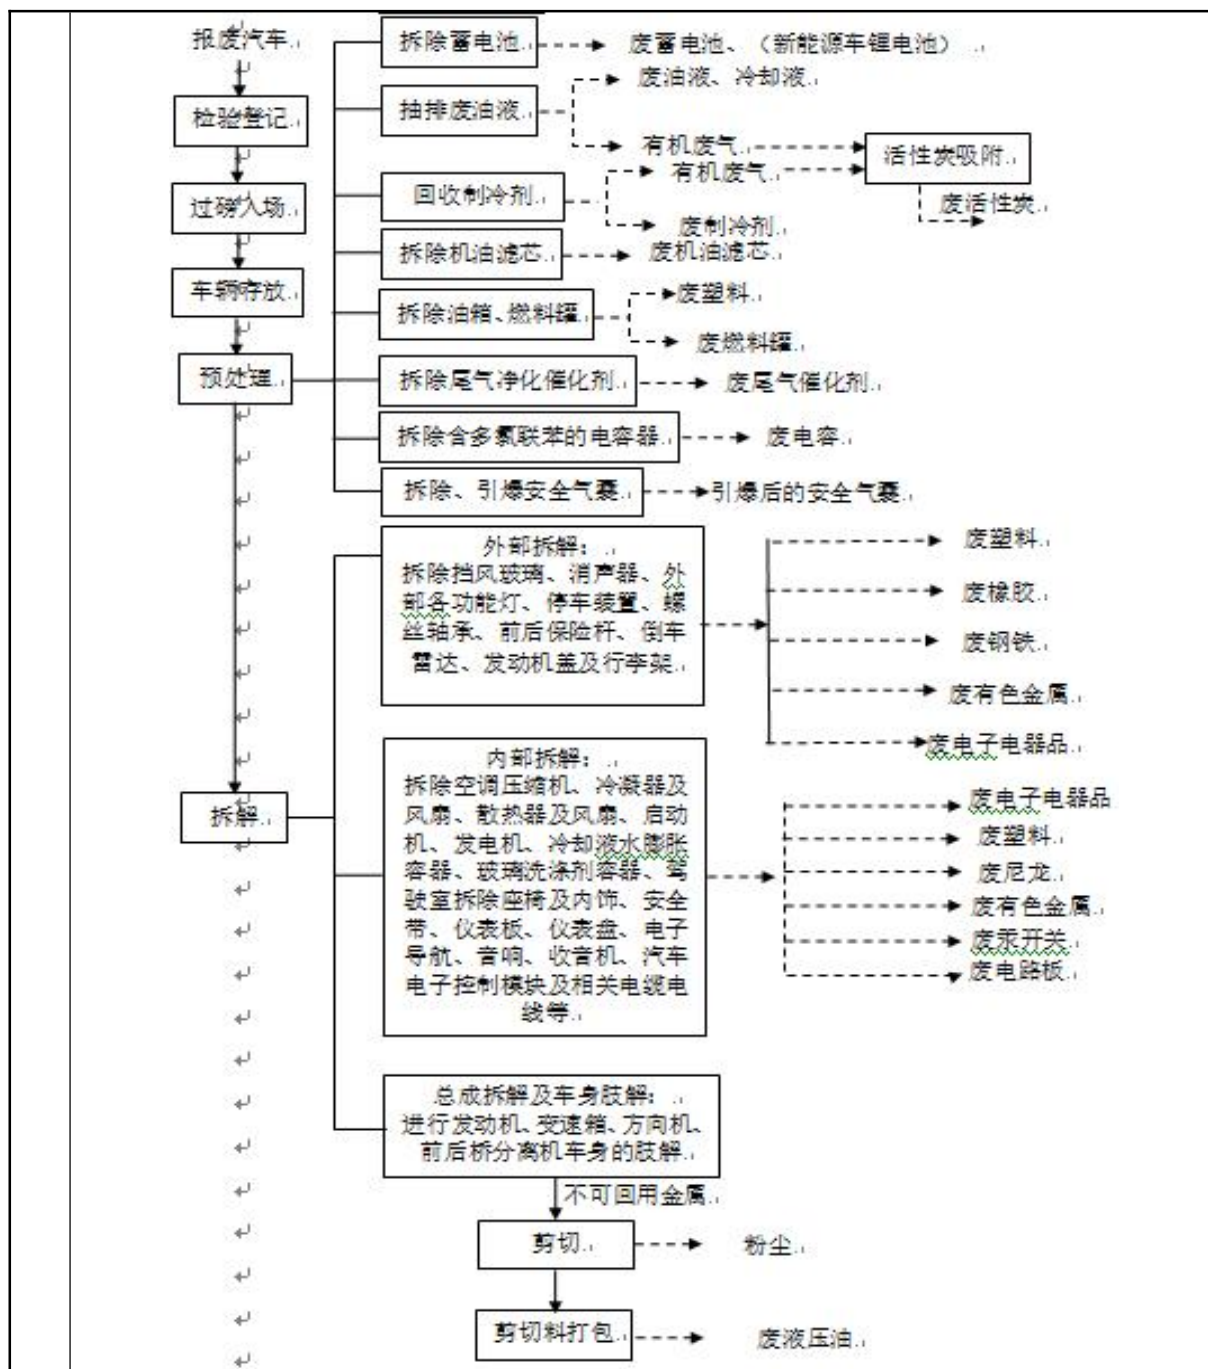 报废汽车
检验登记
过磅入场
车辆存放
预处理
拆除蓄电池
废蓄电池、（新能源车锂电池）
抽排废油液
废油液、冷却液
有机废气
活性炭吸附
废活性炭
回收制冷剂
有机废气
废制冷剂
拆除机油滤芯
废机油滤芯
拆除油箱、燃料罐
废塑料
废燃料罐
拆除尾气净化催化剂
废尾气催化剂
拆除含多氯联苯的电容器
废电容
拆除、引爆安全气囊
引爆后的安全气囊
拆解
外部拆解：
拆除挡风玻璃、消声器、外
部各功能灯、停车装置、螺
丝轴承、前后保险杆、倒车
雷达、发动机盖及行李架
废塑料
废橡胶
废钢铁
废有色金属
废电子电器品
内部拆解：
拆除空调压缩机、冷凝器及
风扇、散热器及风扇、启动
机、发电机、冷却液水膨胀
容器、玻璃洗涤剂容器、驾
驶室拆除座椅及内饰、安全
带、仪表板、仪表盘、电子
导航、音响、收音机、汽车
电子控制模块及相关电缆电
线等
废电子电器品
废塑料
废尼龙
废有色金属
废汞开关
废电路板
总成拆解及车身肢解：
进行发动机、变速箱、方向机、
前后桥分离机车身的肢解
不可回用金属
剪切
粉尘
剪切料打包
废液压油